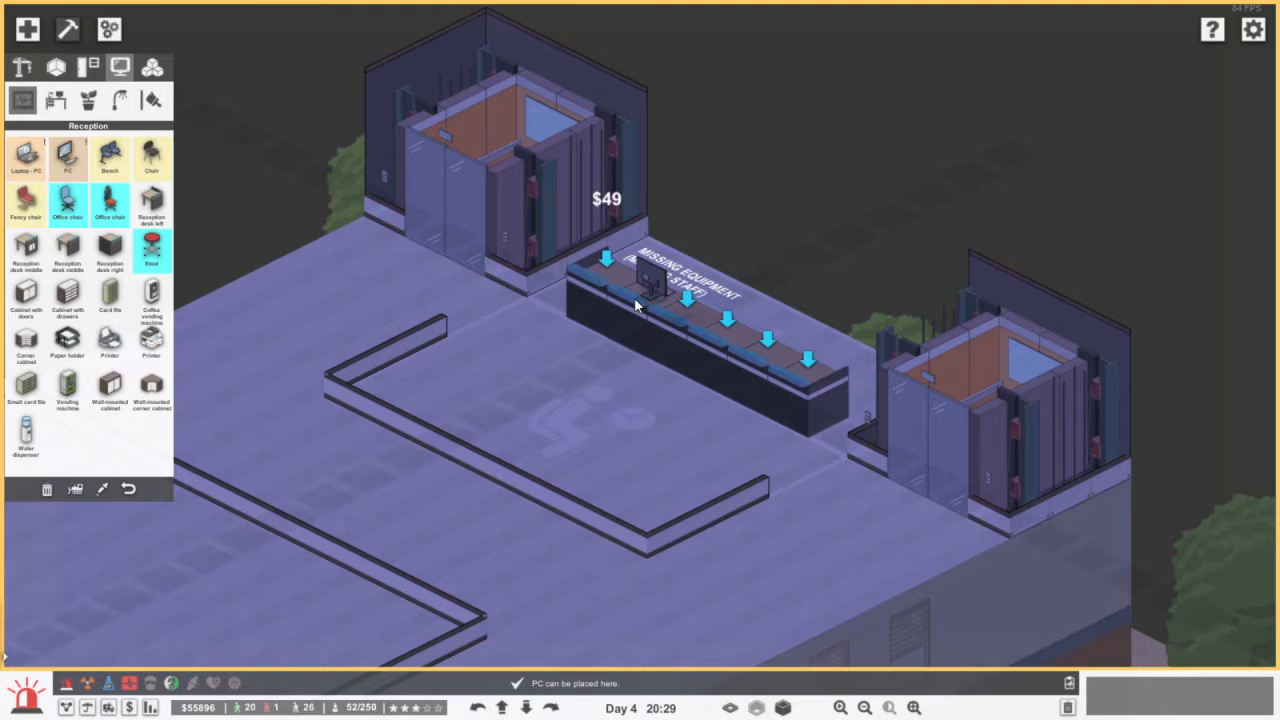 84 FPS
Reception
Laptop - PC
PC
Bench
Chair
Fancy chair
Office chair
Office chair
Reception desk left
Reception desk middle
Reception desk middle
Reception desk right
Stool
Cabinet with doors
Cabinet with drawers
Card file
Coffee vending machine
Corner cabinet
Paper holder
Printer
Printer
Small card file
Vending machine
Wall-mounted cabinet
Wall-mounted corner cabinet
Water dispenser
$49
MISSING EQUIPMENT
STAFF)
PC can be placed here.
$55896
20
1
26
52/250
Day 4 20:29